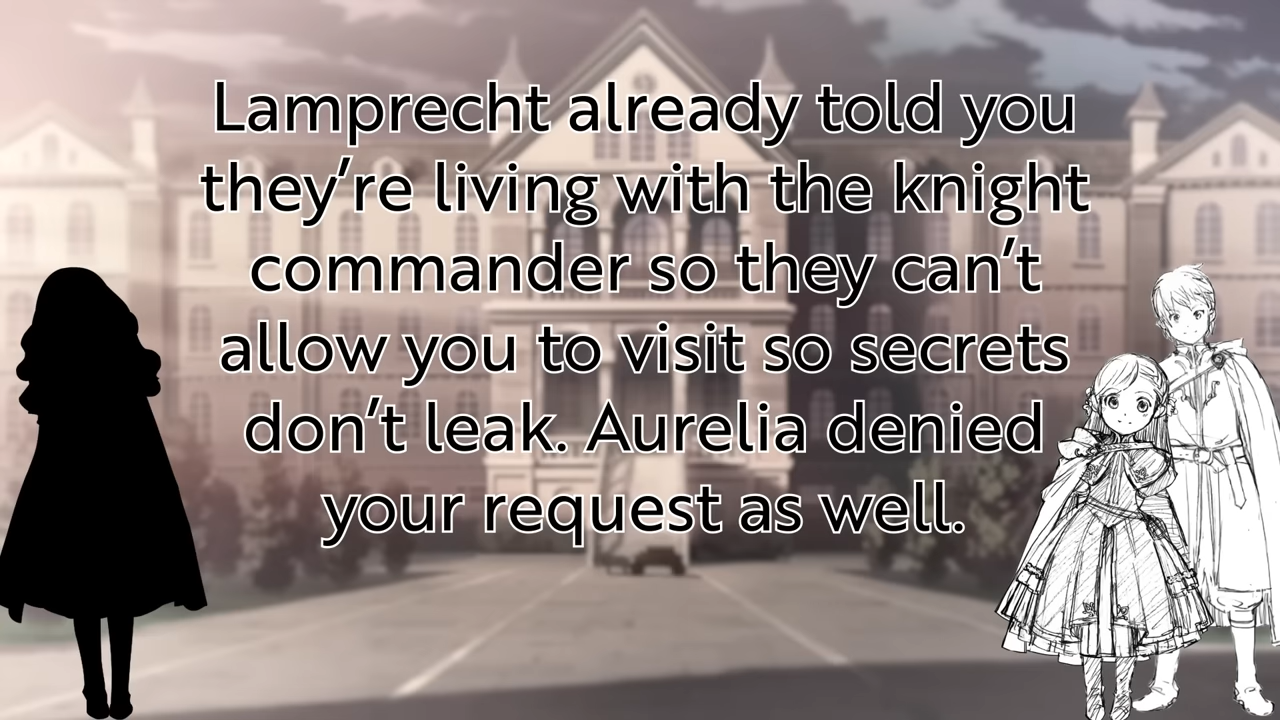 Lamprecht already told you
they’re living with the knight
commander so they can’t
allow you to visit so secrets
don’t leak. Aurelia denied
your request as well.